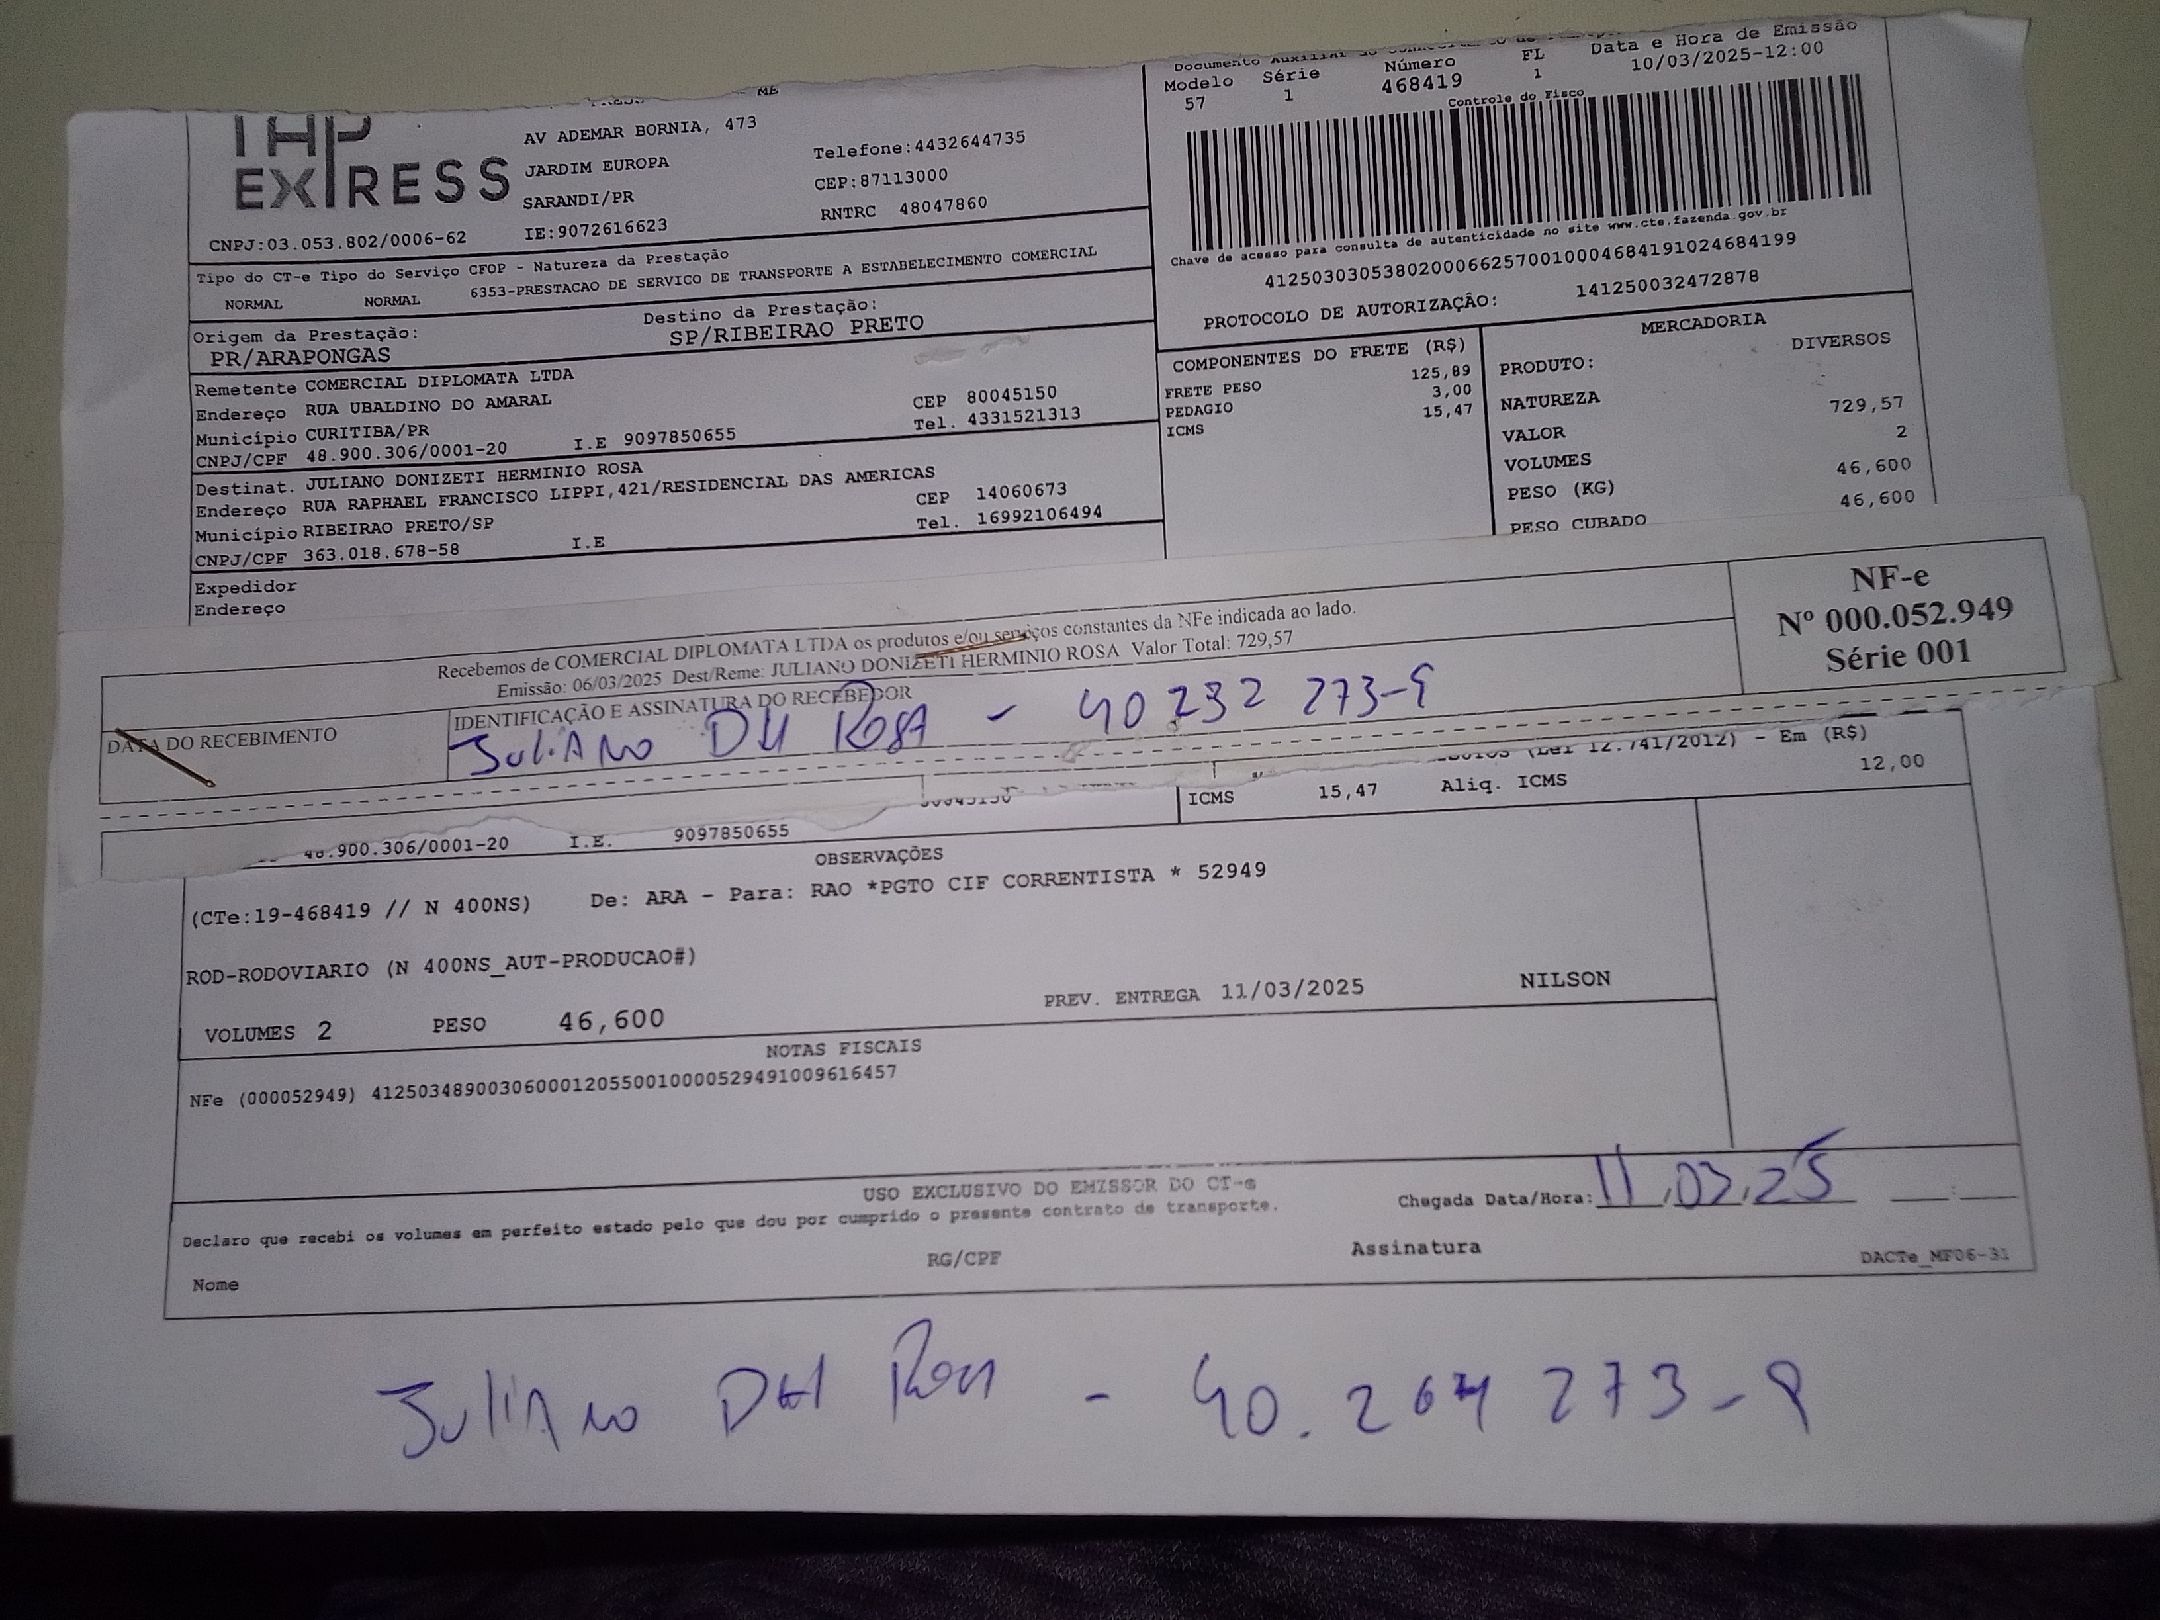 Documento Auxiliar do
Modelo Série Número FL Data e Hora de Emissão
57 1 468419 1 10/03/2025-12:00
Controle do Fisco
ME
THP
EXPRESS
AV ADEMAR BORNIA, 473
JARDIM EUROPA
SARANDI/PR
IE:9072616623
Telefone:4432644735
CEP:87113000
RNTRC 48047860
CNPJ:03.053.802/0006-62
Chave de acesso para consulta de autenticidade no site www.cte.fazenda.gov.br
41250303053802000662570010004684191024684199
PROTOCOLO DE AUTORIZAÇÃO: 141250032472878
Tipo do CT-e Tipo do Serviço CFOP - Natureza da Prestação
NORMAL NORMAL 6353-PRESTACAO DE SERVICO DE TRANSPORTE A ESTABELECIMENTO COMERCIAL
Origem da Prestação: Destino da Prestação:
PR/ARAPONGAS SP/RIBEIRAO PRETO
Remetente COMERCIAL DIPLOMATA LTDA
Endereço RUA UBALDINO DO AMARAL CEP 80045150
Município CURITIBA/PR Tel. 4331521313
CNPJ/CPF 48.900.306/0001-20 I.E 9097850655
Destinat. JULIANO DONIZETI HERMINIO ROSA
Endereço RUA RAPHAEL FRANCISCO LIPPI,421/RESIDENCIAL DAS AMERICAS
Município RIBEIRAO PRETO/SP CEP 14060673
CNPJ/CPF 363.018.678-58 I.E Tel. 16992106494
Expedidor
Endereço
COMPONENTES DO FRETE (R$)
FRETE PESO 125,89
PEDAGIO 3,00
ICMS 15,47
MERCADORIA
PRODUTO: DIVERSOS
NATUREZA
VALOR 729,57
VOLUMES 2
PESO (KG) 46,600
PESO CUBADO 46,600
Recebemos de COMERCIAL DIPLOMATA LTDA os produtos e/ou serviços constantes da NFe indicada ao lado.
Emissão: 06/03/2025 Dest/Reme: JULIANO DONIZETI HERMINIO ROSA Valor Total: 729,57
NF-e
Nº 000.052.949
Série 001
DATA DO RECEBIMENTO
IDENTIFICAÇÃO E ASSINATURA DO RECEBEDOR
JULIANO DH ROSA - 40 232 273-9
(Lei 12.741/2012) - Em (R$)
ICMS 15,47 Aliq. ICMS 12,00
48.900.306/0001-20 I.E. 9097850655
OBSERVAÇÕES
(CTe:19-468419 // N 400NS) De: ARA - Para: RAO *PGTO CIF CORRENTISTA * 52949
ROD-RODOVIARIO (N 400NS_AUT-PRODUCAO#)
VOLUMES 2 PESO 46,600 PREV. ENTREGA 11/03/2025 NILSON
NOTAS FISCAIS
NFe (000052949) 41250348900306000120550010000529491009616457
USO EXCLUSIVO DO EMISSOR DO CT-e
Declaro que recebi os volumes em perfeito estado pelo que dou por cumprido o presente contrato de transporte.
Chegada Data/Hora: 11,03,25 :
Nome RG/CPF Assinatura
DACTe_MF06-31
JULIANO DH ROSA - 40.264 273-9